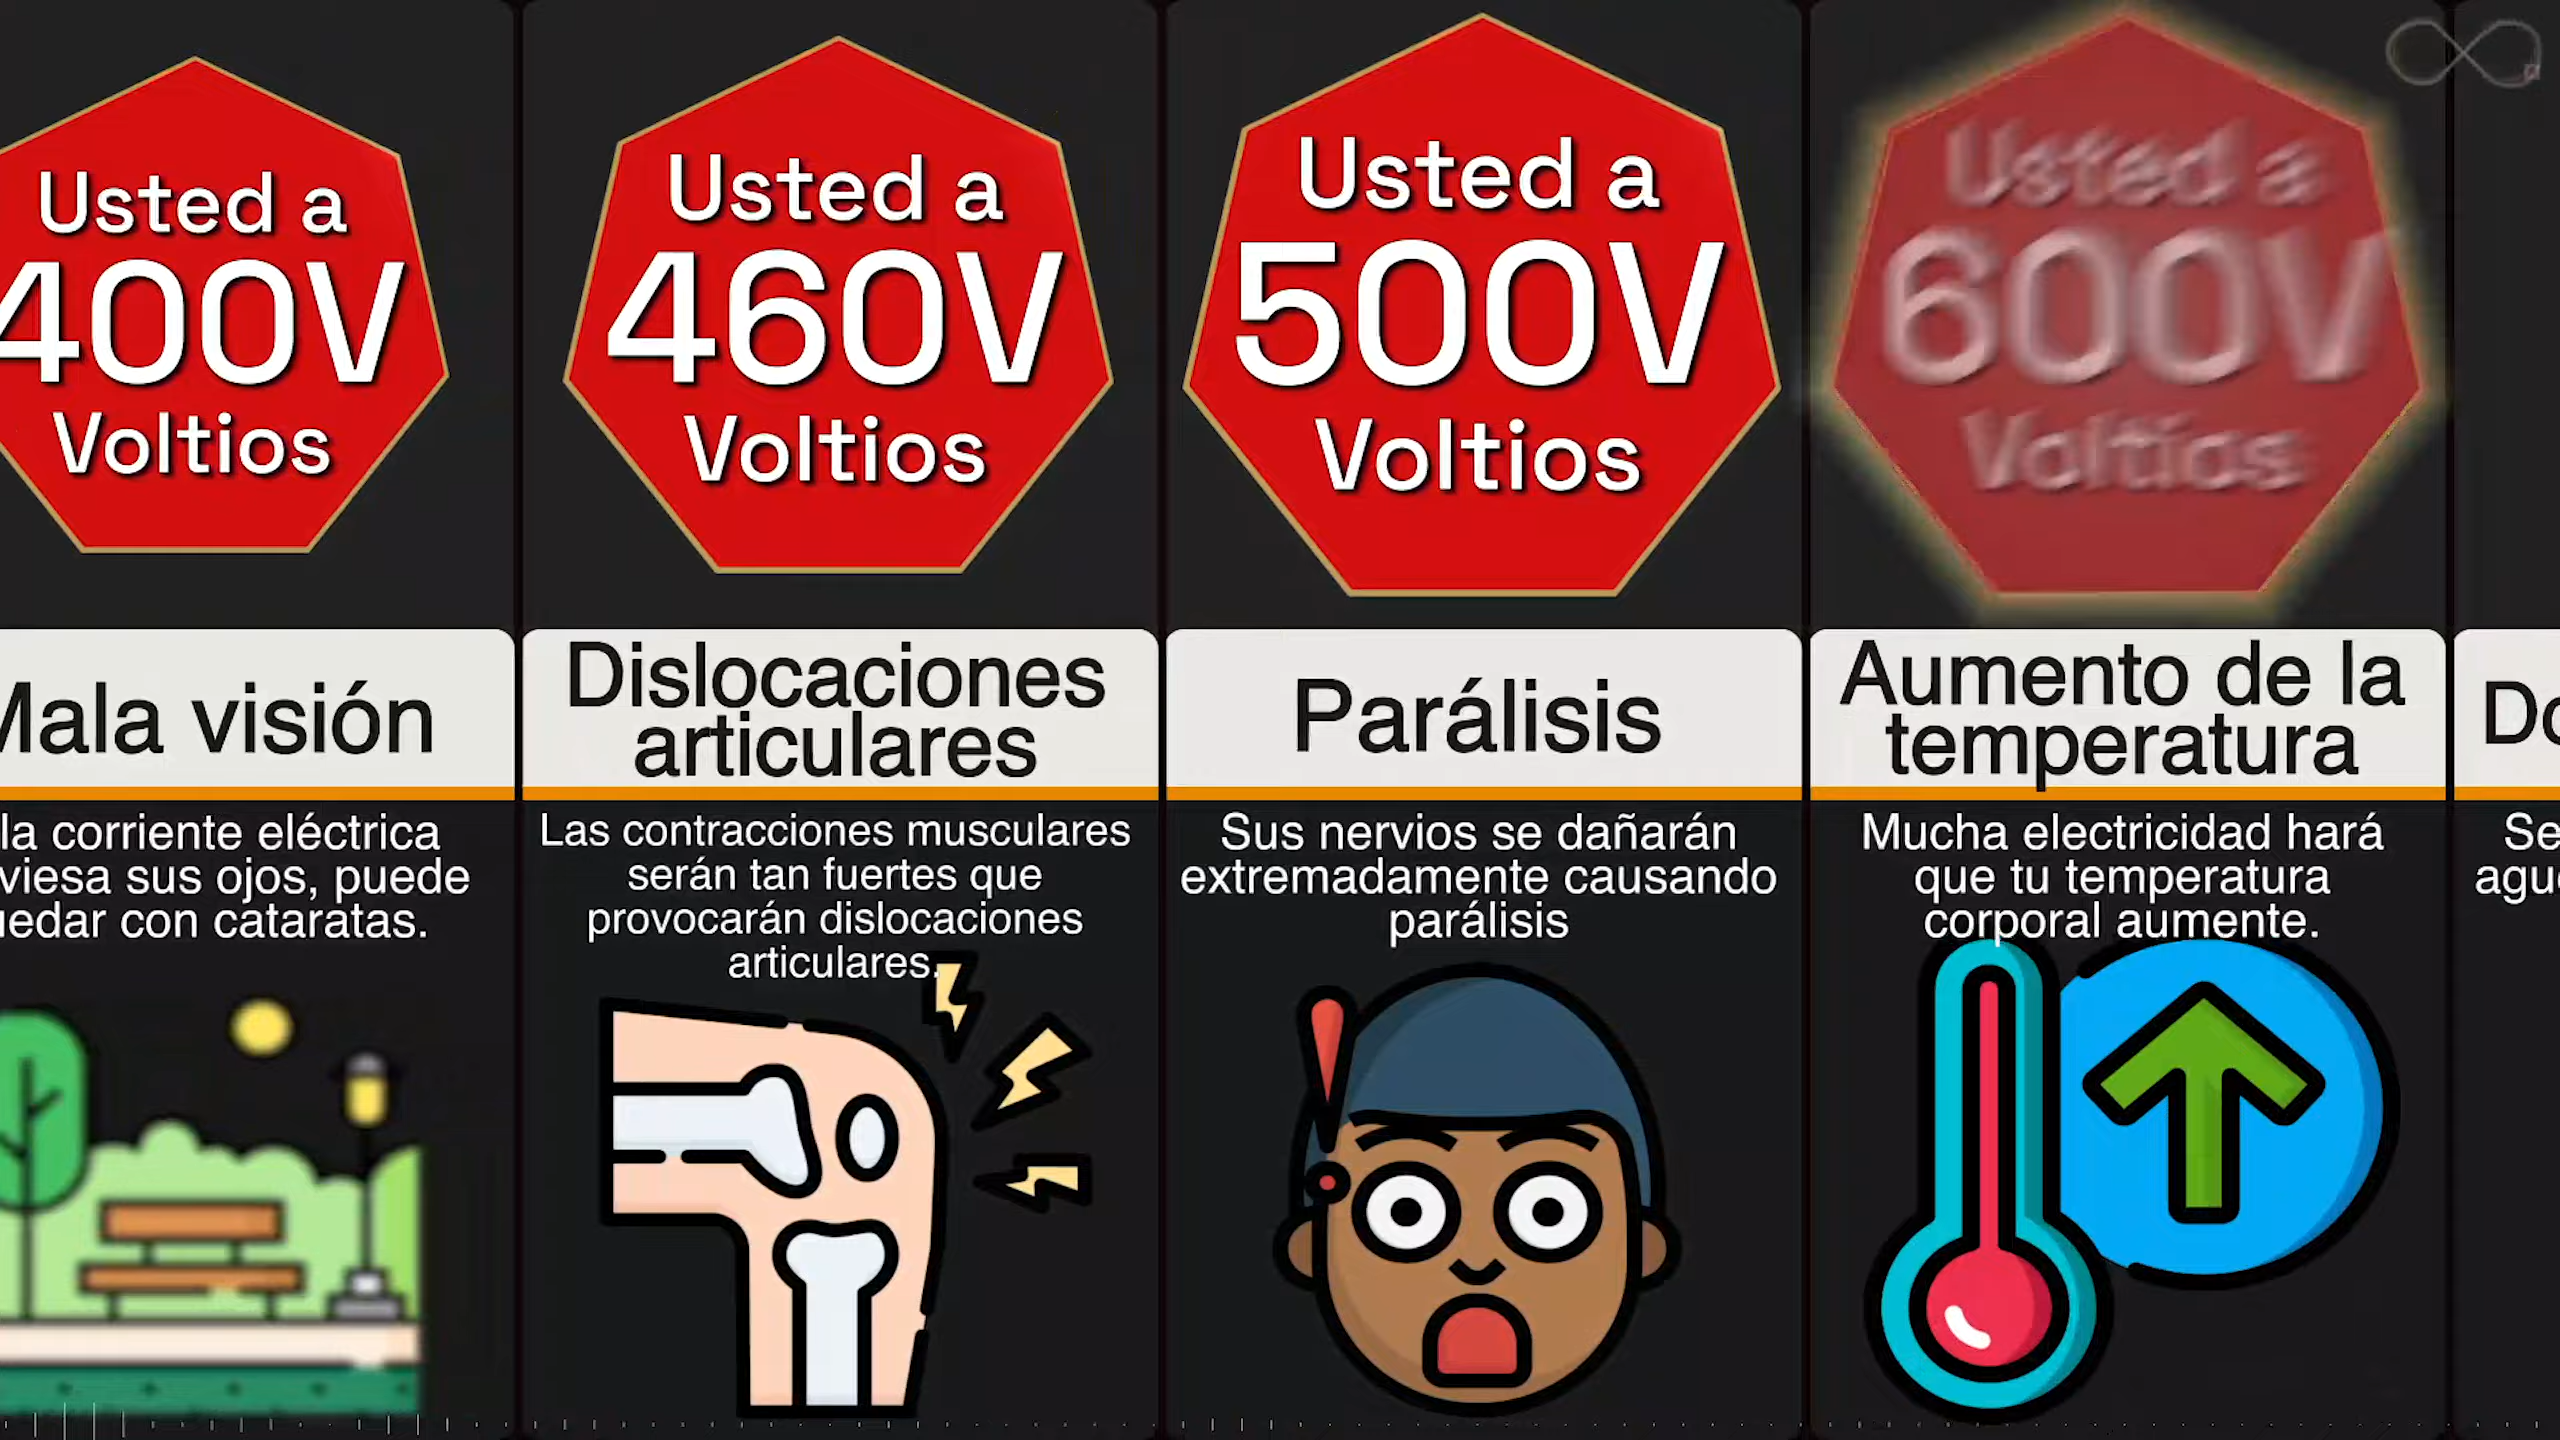 Usted a
400V
Voltios
Mala visión
la corriente eléctrica
sus ojos, puede
con cataratas.
Usted a
460V
Voltios
Dislocaciones
articulares
Las contracciones musculares
serán tan fuertes que
provocarán dislocaciones
articulares.
Usted a
500V
Voltios
Parálisis
Sus nervios se dañarán
extremadamente causando
parálisis
Usted a
600V
Voltios
Aumento de la
temperatura
Mucha electricidad hará
que tu temperatura
corporal aumente.